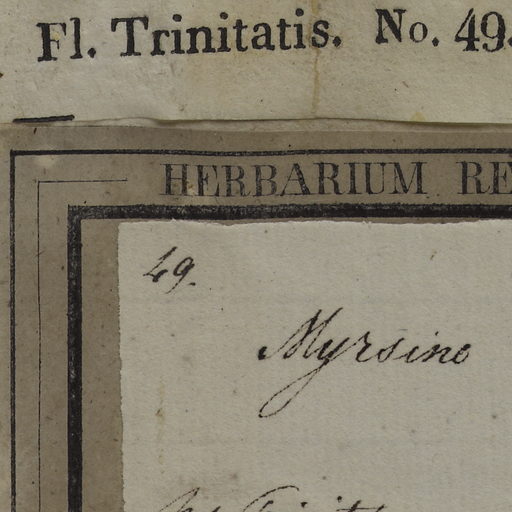 Fl. Trinitatis. No. 49.
HERBARIUM RE
49.
Myrsine